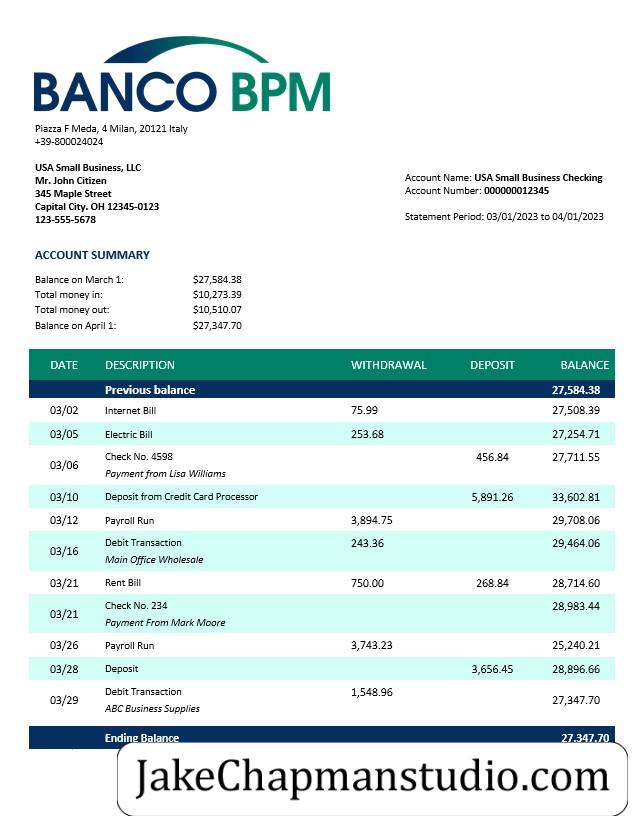 BANCO BPM
Piazza F Meda, 4 Milan, 20121 Italy
+39-800024024
USA Small Business, LLC
Mr. John Citizen
345 Maple Street
Capital City. OH 12345-0123
123-555-5678
Account Name: USA Small Business Checking
Account Number: 000000012345
Statement Period: 03/01/2023 to 04/01/2023
ACCOUNT SUMMARY
Balance on March 1: $27,584.38
Total money in: $10,273.39
Total money out: $10,510.07
Balance on April 1: $27,347.70
DATE DESCRIPTION WITHDRAWAL DEPOSIT BALANCE
Previous balance 27,584.38
03/02 Internet Bill 75.99 27,508.39
03/05 Electric Bill 253.68 27,254.71
03/06 Check No. 4598 456.84 27,711.55
Payment from Lisa Williams
03/10 Deposit from Credit Card Processor 5,891.26 33,602.81
03/12 Payroll Run 3,894.75 29,708.06
03/16 Debit Transaction 243.36 29,464.06
Main Office Wholesale
03/21 Rent Bill 750.00 268.84 28,714.60
03/21 Check No. 234 28,983.44
Payment From Mark Moore
03/26 Payroll Run 3,743.23 25,240.21
03/28 Deposit 3,656.45 28,896.66
03/29 Debit Transaction 1,548.96 27,347.70
ABC Business Supplies
Ending Balance 27,347.70
JakeChapmanstudio.com